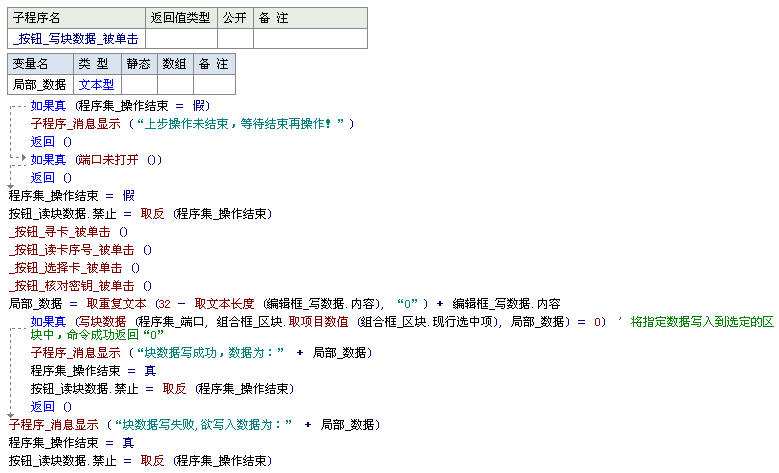 子程序名 返回值类型 公开 备 注
_按钮_写块数据_被单击
变量名 类 型 静态 数组 备 注
局部_数据 文本型
如果真 (程序集_操作结束 = 假)
子程序_消息显示 (“上步操作未结束，等待结束再操作！”)
返回 ()
如果真 (端口未打开 ())
返回 ()
程序集_操作结束 = 假
按钮_读块数据.禁止 = 取反 (程序集_操作结束)
_按钮_寻卡_被单击 ()
_按钮_读卡序号_被单击 ()
_按钮_选择卡_被单击 ()
_按钮_核对密钥_被单击 ()
局部_数据 = 取重复文本 (32 - 取文本长度 (编辑框_写数据.内容), “0”) + 编辑框_写数据.内容
如果真 (写块数据 (程序集_端口, 组合框_区块.取项目数值 (组合框_区块.现行选中项), 局部_数据) = 0) ' 将指定数据写入到选定的区
块中，命令成功返回“0”
子程序_消息显示 (“块数据写成功，数据为：” + 局部_数据)
程序集_操作结束 = 真
按钮_读块数据.禁止 = 取反 (程序集_操作结束)
返回 ()
子程序_消息显示 (“块数据写失败,欲写入数据为：” + 局部_数据)
程序集_操作结束 = 真
按钮_读块数据.禁止 = 取反 (程序集_操作结束)